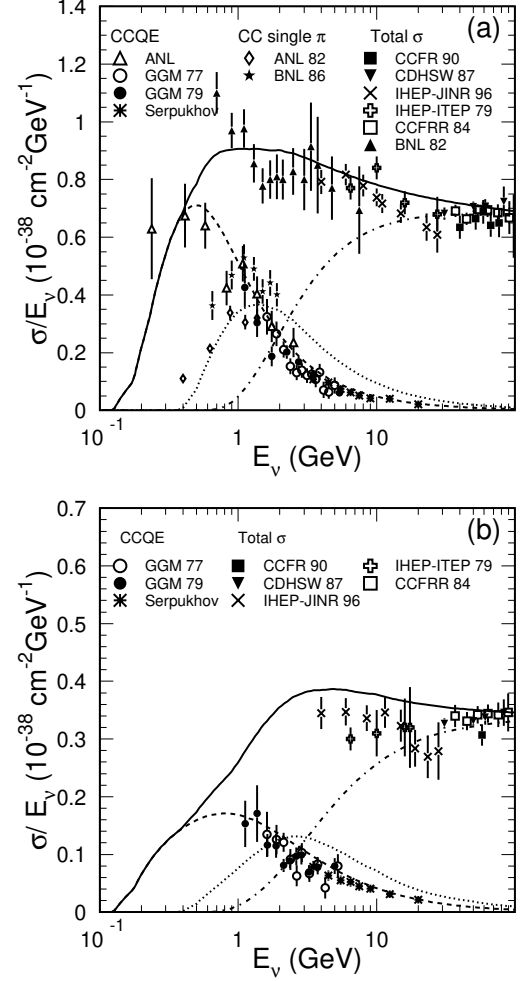 (a)
CCQE CC single π Total σ
ANL ANL 82 CCFR 90
GGM 77 BNL 86 CDHSW 87
GGM 79 IHEP-JINR 96
Serpukhov IHEP-ITEP 79
CCFRR 84
BNL 82
σ/Eν (10-38 cm-2GeV-1)
1.4
1.2
1
0.8
0.6
0.4
0.2
0
10-1 1 10
Eν (GeV)
(b)
CCQE Total σ
GGM 77 CCFR 90 IHEP-ITEP 79
GGM 79 CDHSW 87 CCFRR 84
Serpukhov IHEP-JINR 96
σ/ Eν (10-38 cm-2GeV-1)
0.7
0.6
0.5
0.4
0.3
0.2
0.1
0
10-1 1 10
Eν (GeV)